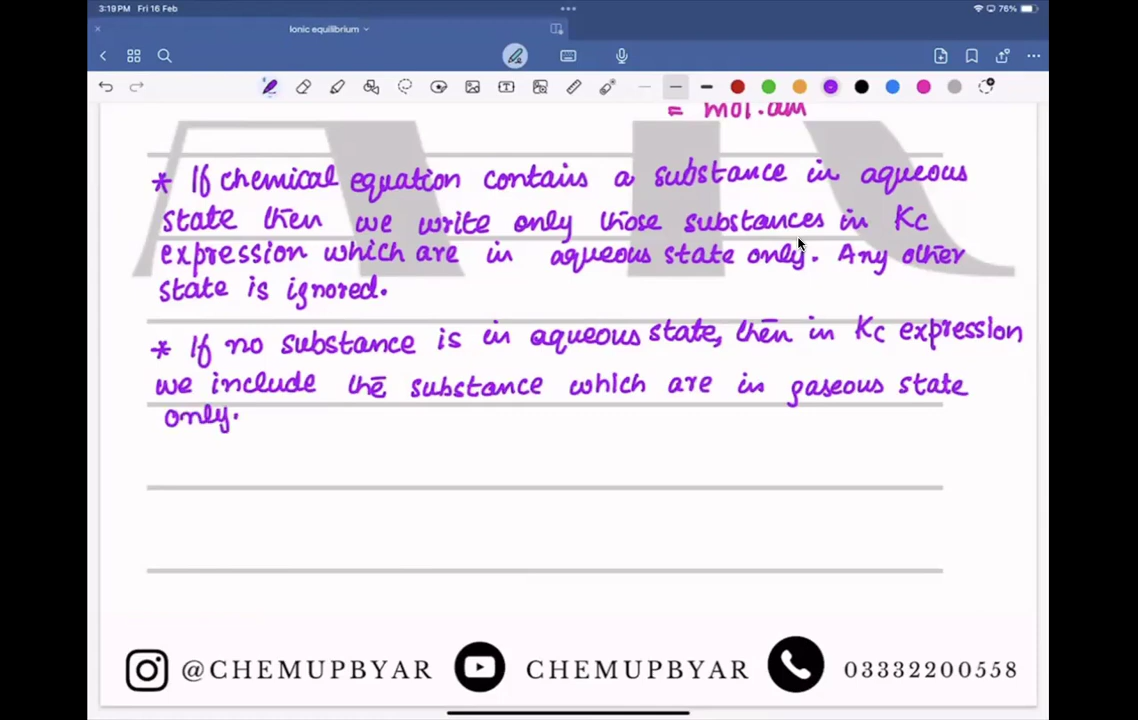 3:19 PM Fri 16 Feb
76%
Ionic equilibrium
= mol.dm
* If chemical equation contains a substance in aqueous
state then we write only those substances in Kc
expression which are in aqueous state only. Any other
state is ignored.
* If no substance is in aqueous state, then in Kc expression
we include the substance which are in gaseous state
only.
@CHEMUPBYAR CHEMUPBYAR 03332200558